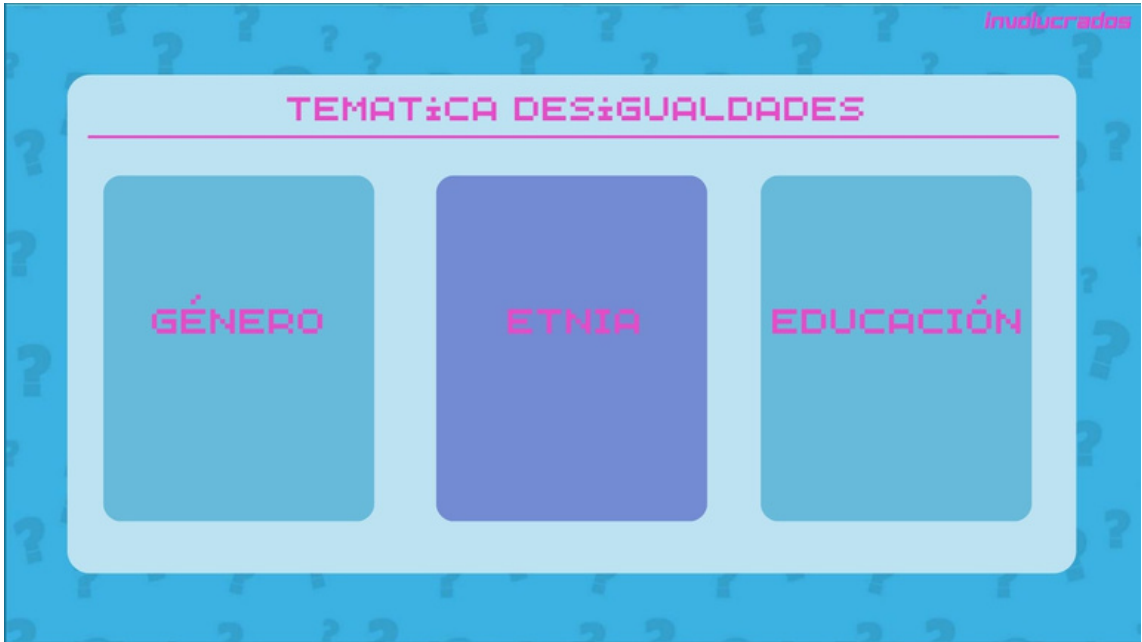 Involucrados
TEMATiCA DESiGUALDADES
GÉNERO
ETNIA
EDUCACIÓN